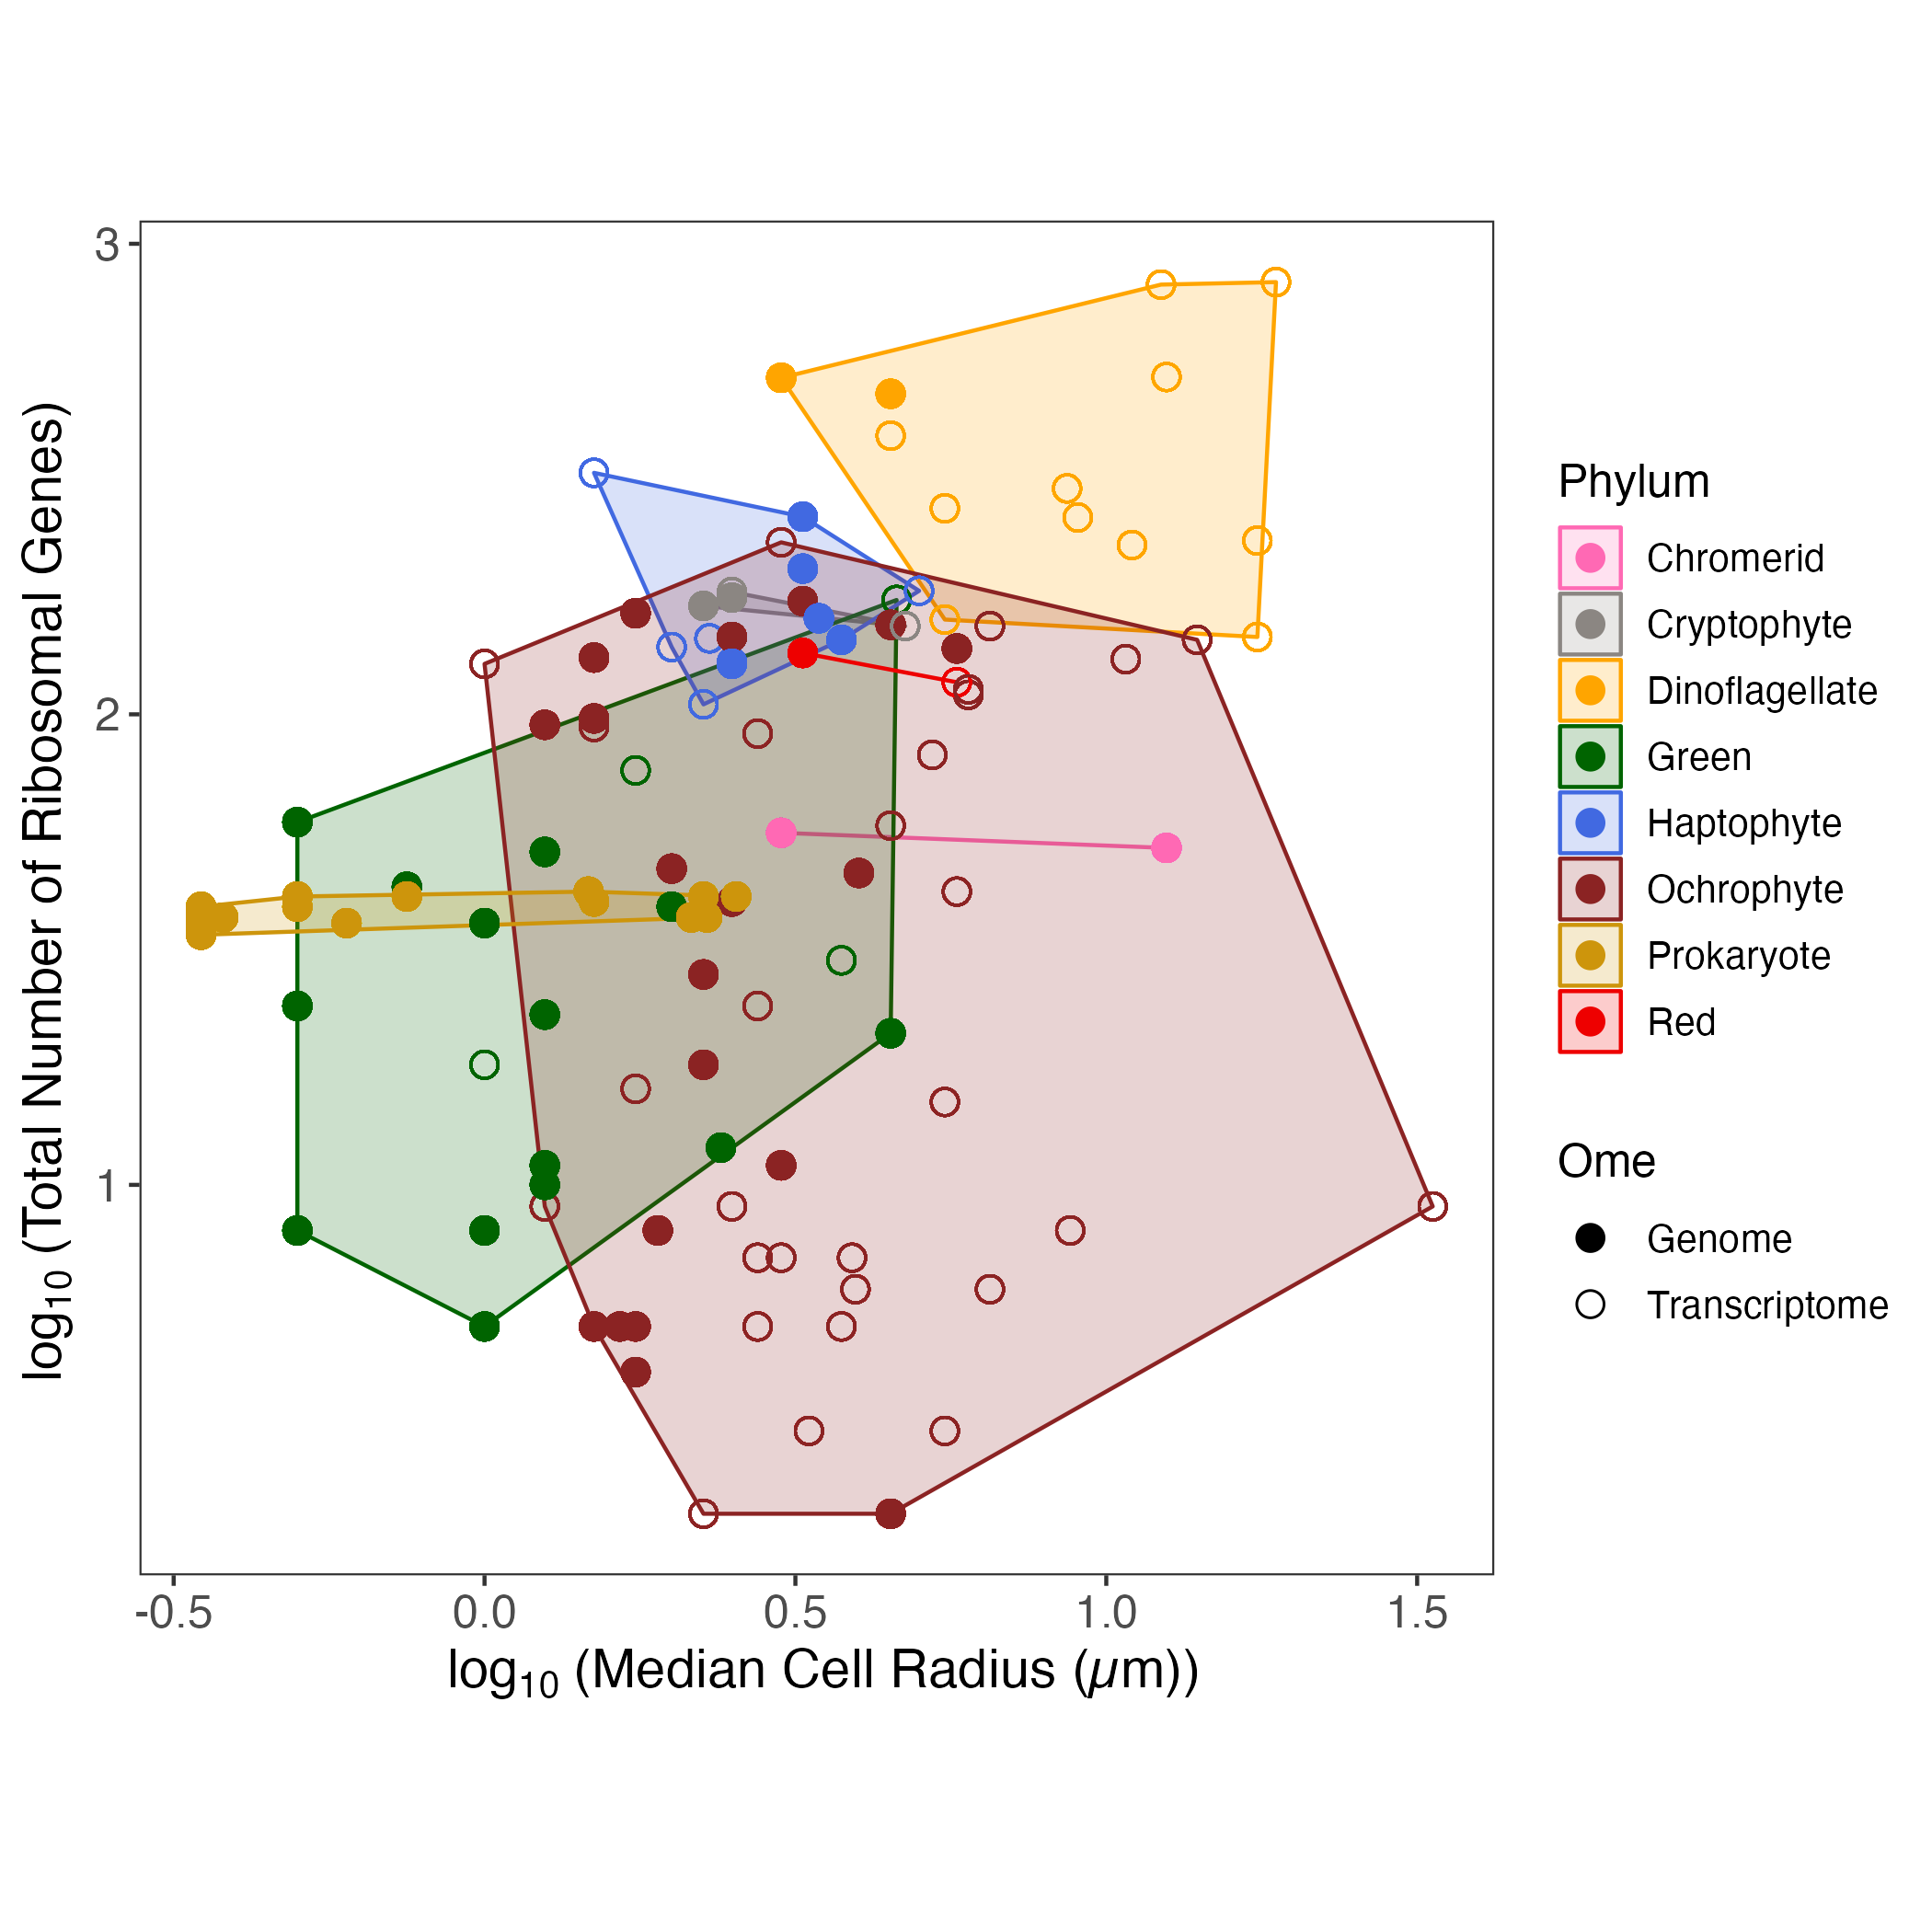 log10 (Total Number of Ribosomal Genes)
3
2
1
-0.5 0.0 0.5 1.0 1.5
log10 (Median Cell Radius (μm))
Phylum
Chromerid
Cryptophyte
Dinoflagellate
Green
Haptophyte
Ochrophyte
Prokaryote
Red
Ome
Genome
Transcriptome